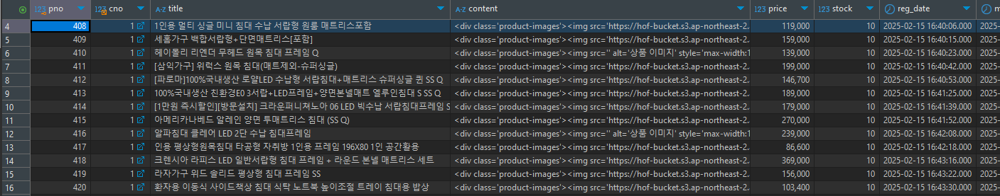 123 pno 123 cno A-Z title A-Z content 123 price 123 stock reg_date m
4 408 1 1인용 멀티 싱글 미니 침대 수납 서랍형 원룸 매트리스포함 <div class='product-images'><img src='https://hof-bucket.s3.ap-northeast-2. 119,000 10 2025-02-15 16:40:06.000 2025-
5 409 1 세홈가구 백합서랍형+단면매트리스[포함] <div class='product-images'><img src='https://hof-bucket.s3.ap-northeast-2. 159,000 10 2025-02-15 16:40:15.000 2025-
6 410 1 헤이몰리 리엔더 무헤드 원목 침대 프레임 Q <div class='product-images'><img src='' alt='상품 이미지' style='max-width:1 139,000 10 2025-02-15 16:40:23.000 2025-
7 411 1 [삼익가구] 위럭스 원목 침대(매트제외-슈퍼싱글) <div class='product-images'><img src='https://hof-bucket.s3.ap-northeast-2. 199,000 10 2025-02-15 16:40:42.000 2025-
8 412 1 [파로마]100%국내생산 로얄LED 수납형 서랍침대+매트리스 슈퍼싱글 퀸 SS Q <div class='product-images'><img src='https://hof-bucket.s3.ap-northeast-2. 146,700 10 2025-02-15 16:40:53.000 2025-
9 413 1 100%국내생산 친환경E0 3서랍+LED프레임+양면본넬매트 엘루인침대 S SS Q <div class='product-images'><img src='https://hof-bucket.s3.ap-northeast-2. 189,000 10 2025-02-15 16:41:25.000 2025-
10 414 1 [1만원 즉시할인][방문설치] 크라운퍼니쳐노아 06 LED 빅수납 서랍침대프레임 S <div class='product-images'><img src='https://hof-bucket.s3.ap-northeast-2. 179,000 10 2025-02-15 16:41:39.000 2025-
11 415 1 아메리카나베드 알레인 양면 투매트리스 침대 (SS Q) <div class='product-images'><img src='https://hof-bucket.s3.ap-northeast-2. 270,000 10 2025-02-15 16:41:52.000 2025-
12 416 1 알파침대 클레어 LED 2단 수납 침대프레임 <div class='product-images'><img src='' alt='상품 이미지' style='max-width:1 239,000 10 2025-02-15 16:42:08.000 2025-
13 417 1 인용 평상형원목침대 타공형 자취방 1인용 프레임 196X80 1인 공간활용 <div class='product-images'><img src='https://hof-bucket.s3.ap-northeast-2. 86,600 10 2025-02-15 16:42:18.000 2025-
14 418 1 크렌시아 라피스 LED 일반서랍형 침대 프레임 + 라운드 본넬 매트리스 세트 <div class='product-images'><img src='https://hof-bucket.s3.ap-northeast-2. 369,000 10 2025-02-15 16:43:16.000 2025-
15 419 1 라자가구 위드 솔리드 평상형 침대 프레임 SS <div class='product-images'><img src='https://hof-bucket.s3.ap-northeast-2. 156,000 10 2025-02-15 16:43:22.000 2025-
16 420 1 환자용 이동식 사이드책상 침대 식탁 노트북 높이조절 트레이 침대용 밥상 <div class='product-images'><img src='https://hof-bucket.s3.ap-northeast-2. 103,400 10 2025-02-15 16:43:30.000 2025-